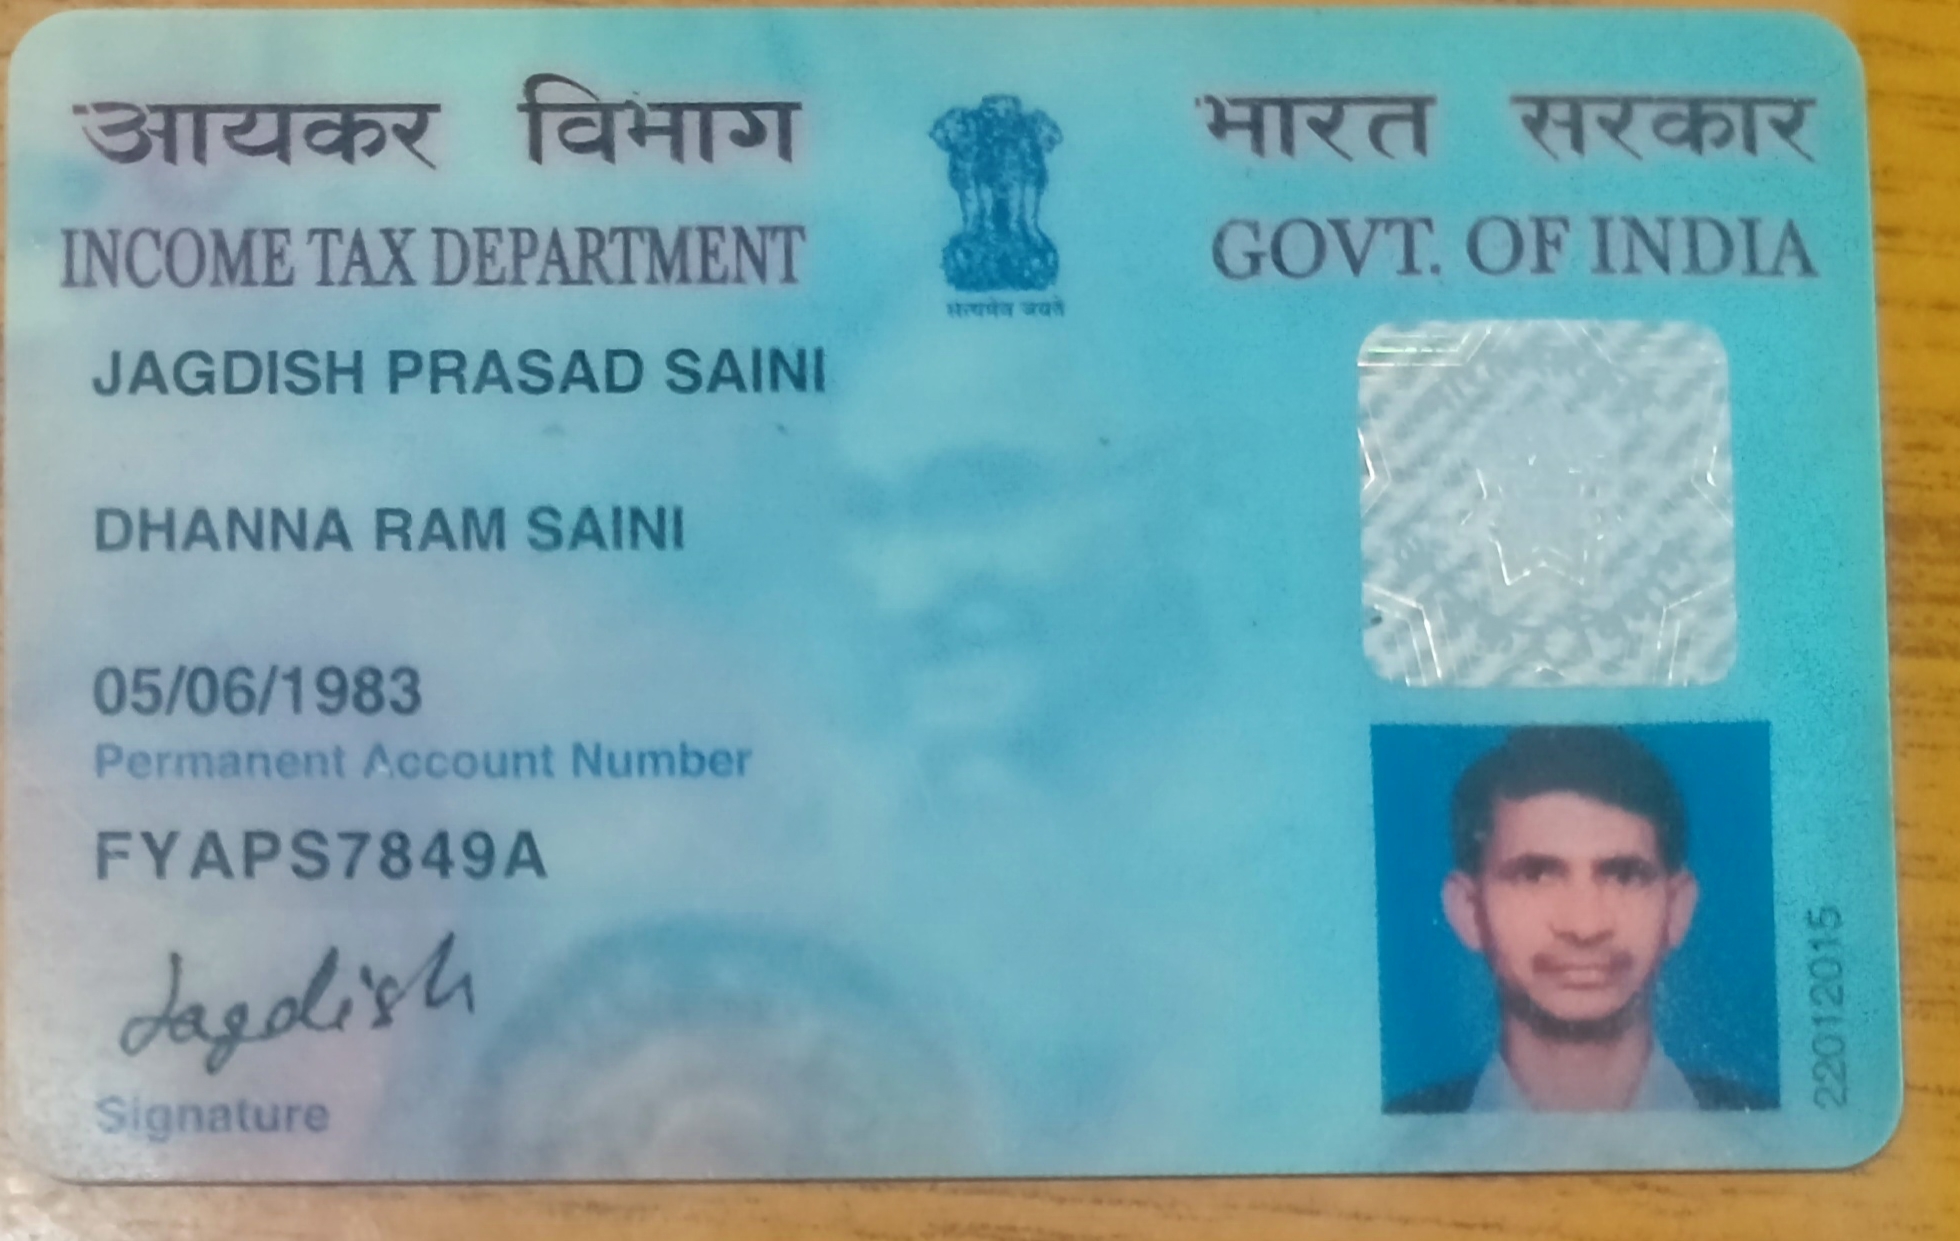 आयकर विभाग
INCOME TAX DEPARTMENT
सत्यमेव जयते
भारत सरकार
GOVT. OF INDIA
JAGDISH PRASAD SAINI
DHANNA RAM SAINI
05/06/1983
Permanent Account Number
FYAPS7849A
Jagdish
Signature
22012015